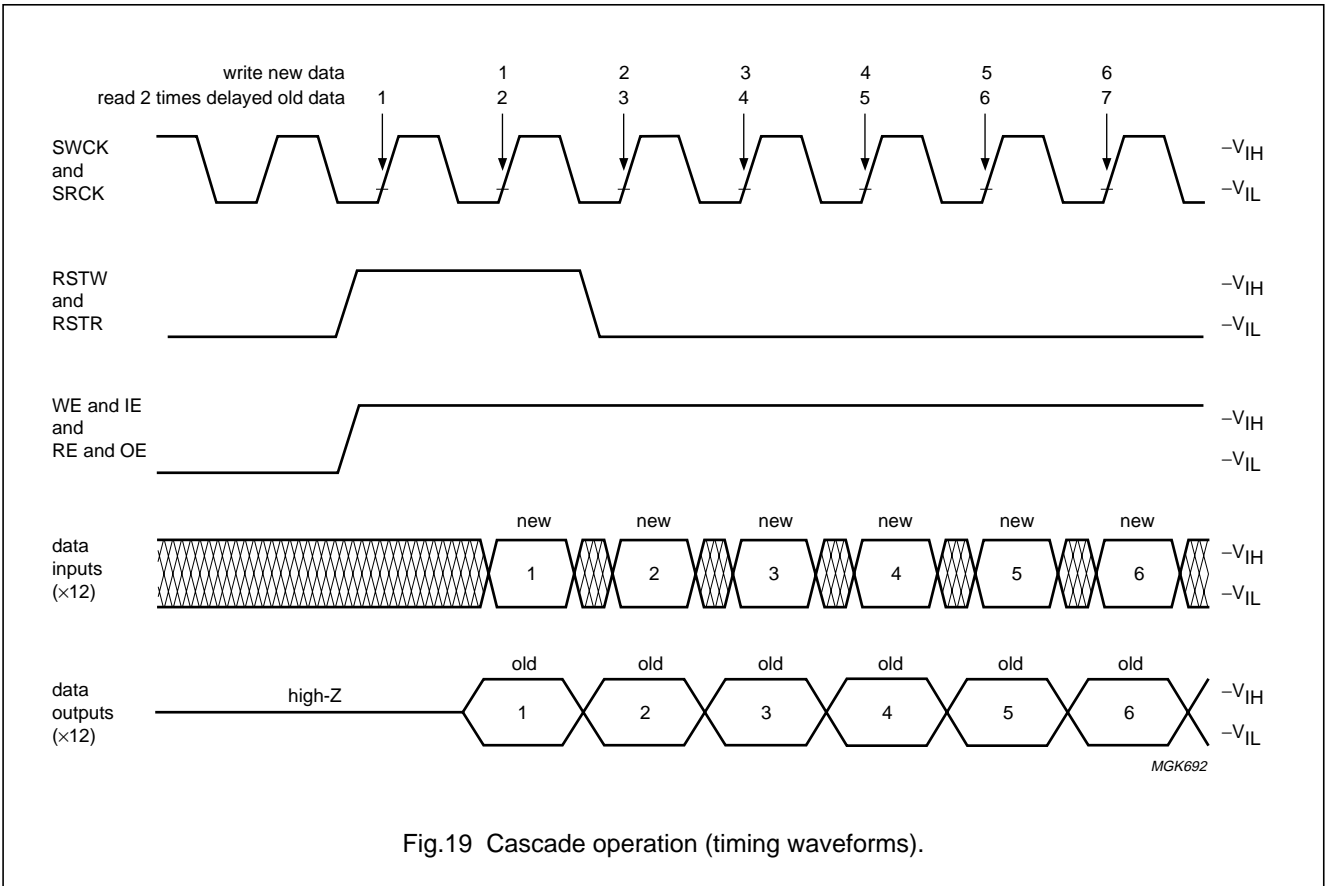 write new data 1 2 3 4 5 6
read 2 times delayed old data 1 2 3 4 5 6 7
SWCK
and
SRCK
–VIH
–VIL
RSTW
and
RSTR
–VIH
–VIL
WE and IE
and
RE and OE
–VIH
–VIL
new new new new new new
data
inputs
(×12)
1 2 3 4 5 6
–VIH
–VIL
old old old old old old
data
outputs
(×12)
high-Z
1 2 3 4 5 6
–VIH
–VIL
MGK692
Fig.19 Cascade operation (timing waveforms).